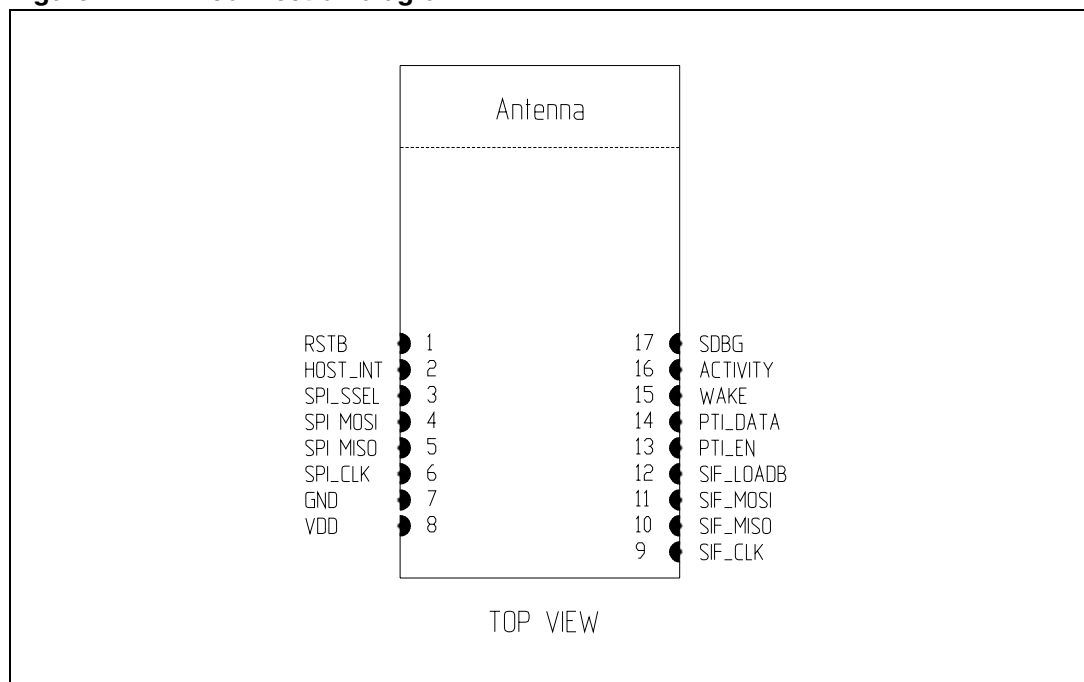 Antenna
RSTB 1
HOST_INT 2
SPI_SSEL 3
SPI MOSI 4
SPI MISO 5
SPI_CLK 6
GND 7
VDD 8
17 SDBG
16 ACTIVITY
15 WAKE
14 PTI_DATA
13 PTI_EN
12 SIF_LOADB
11 SIF_MOSI
10 SIF_MISO
9 SIF_CLK
TOP VIEW